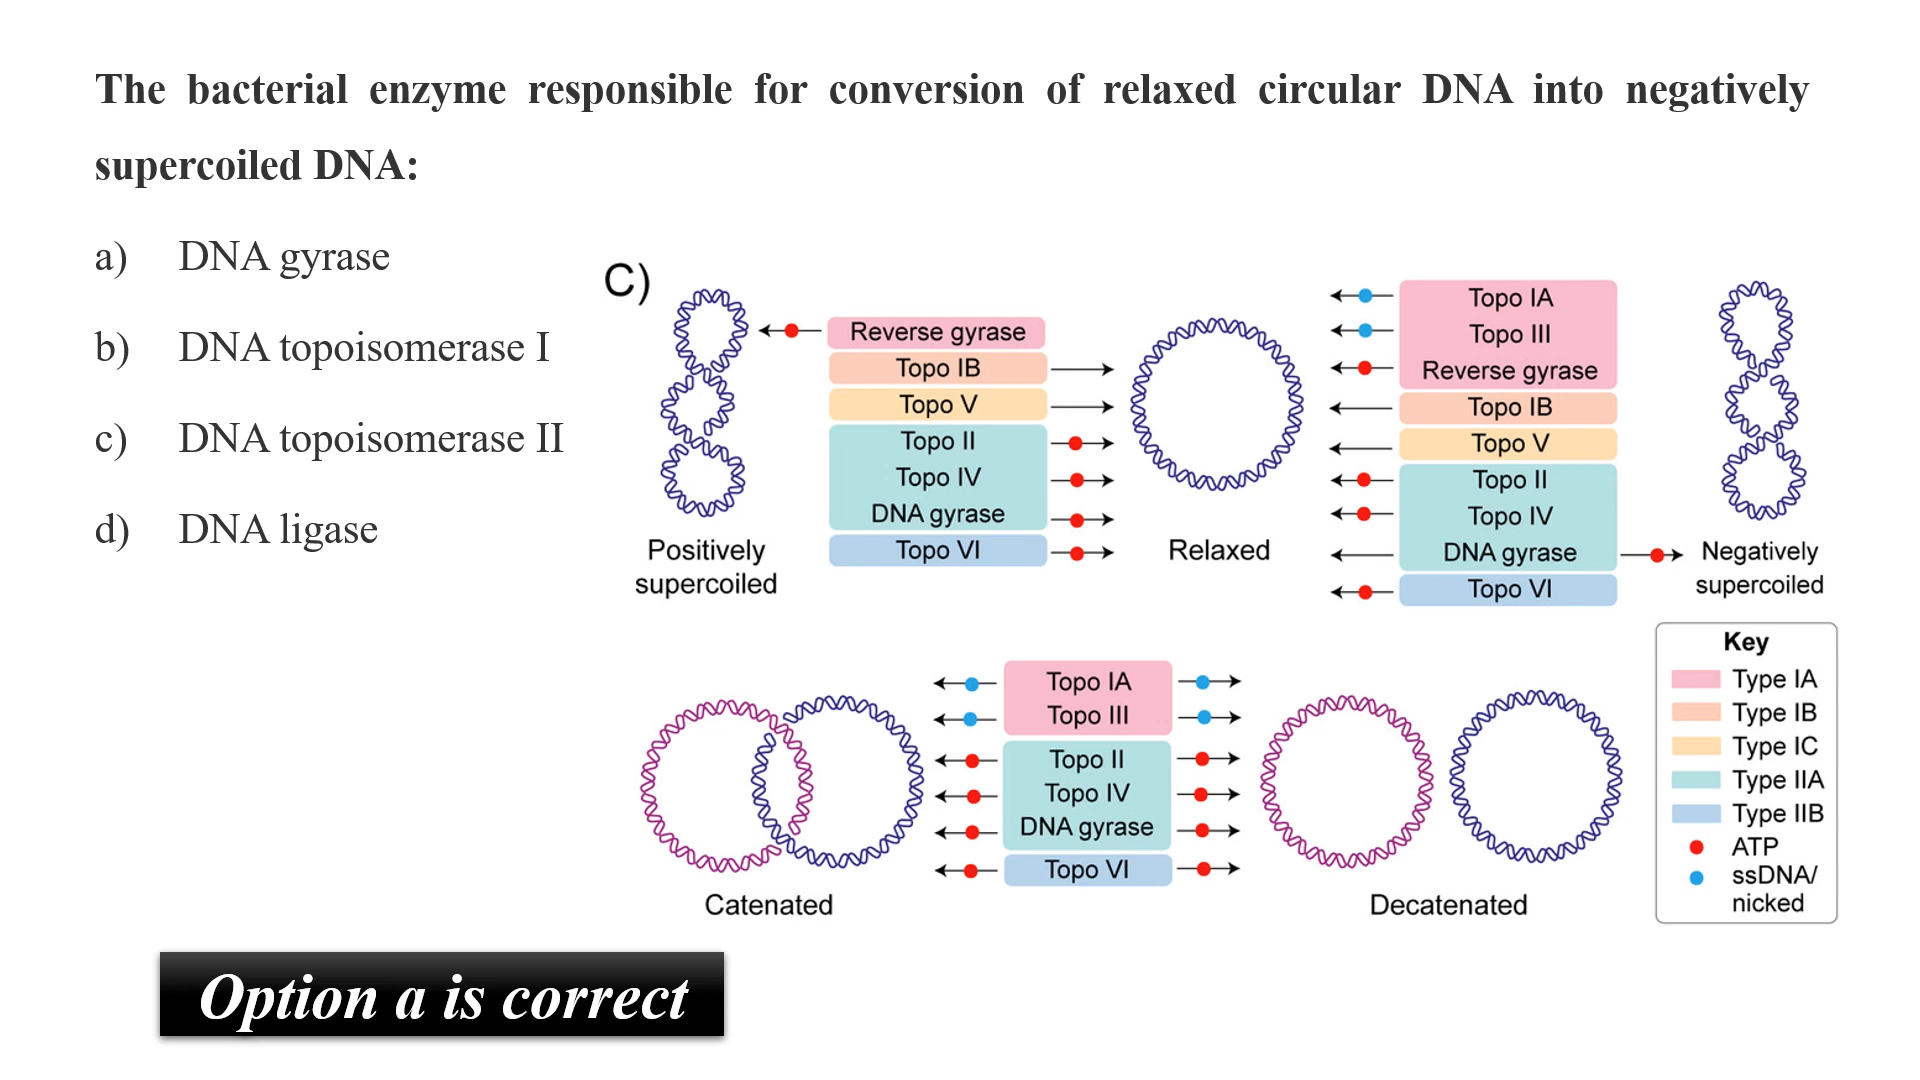 The bacterial enzyme responsible for conversion of relaxed circular DNA into negatively
supercoiled DNA:
a) DNA gyrase
b) DNA topoisomerase I
c) DNA topoisomerase II
d) DNA ligase
C)
Reverse gyrase
Topo IB
Topo V
Topo II
Topo IV
DNA gyrase
Topo VI
Positively
supercoiled
Relaxed
Topo IA
Topo III
Reverse gyrase
Topo IB
Topo V
Topo II
Topo IV
DNA gyrase
Topo VI
Negatively
supercoiled
Topo IA
Topo III
Topo II
Topo IV
DNA gyrase
Topo VI
Catenated
Decatenated
Key
Type IA
Type IB
Type IC
Type IIA
Type IIB
ATP
ssDNA/
nicked
Option a is correct